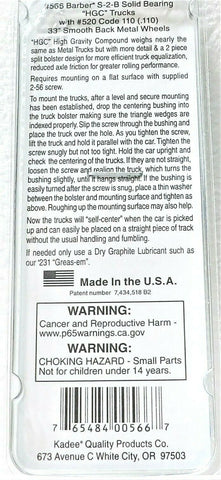 #565 Barber® S-2-B Solid Bearing
"HGC" Trucks
with #520 Code 110 (.110)
33" Smooth Back Metal Wheels
"HGC" High Gravity Compound weighs nearly the
same as Metal Trucks but with more detail & a 2 piece
split bolster design for more efficient truck equalization,
reduced axle friction for greater rolling performance.
Requires mounting on a flat surface with supplied
2-56 screw.
To mount the trucks, after a level and secure mounting
has been established, drop the centering bushing into
the truck bolster making sure the triangle wedges are
indexed properly. Slip the screw through the bushing and
place the truck over the hole. As you tighten the screw,
lift the truck and hold it parallel with the car. Tighten the
screw snugly but not too tight. Hold the car upright and
check the centering of the trucks. If they are not straight,
loosen the screw and realign the truck, which turns the
bushing slightly, until it hangs straight. If the bushing is
easily turned after the screw is snug, place a thin washer
between the bolster and mounting surface and tighten as
above. Roughing up the mounting surface may also help.
Now the trucks will "self-center" when the car is picked
up and can easily be placed on a straight piece of track
without the usual handling and fumbling.
If needed only use a Dry Graphite Lubricant such as
our '231 "Greas-em".
Made in the U.S.A.
Patent number 7,434,518 B2
WARNING:
Cancer and Reproductive Harm -
www.p65warnings.ca.gov
WARNING:
CHOKING HAZARD - Small Parts
Not for children under 14 years.
7 65484 00566 7
Kadee® Quality Products Co.
673 Avenue C White City, OR 97503